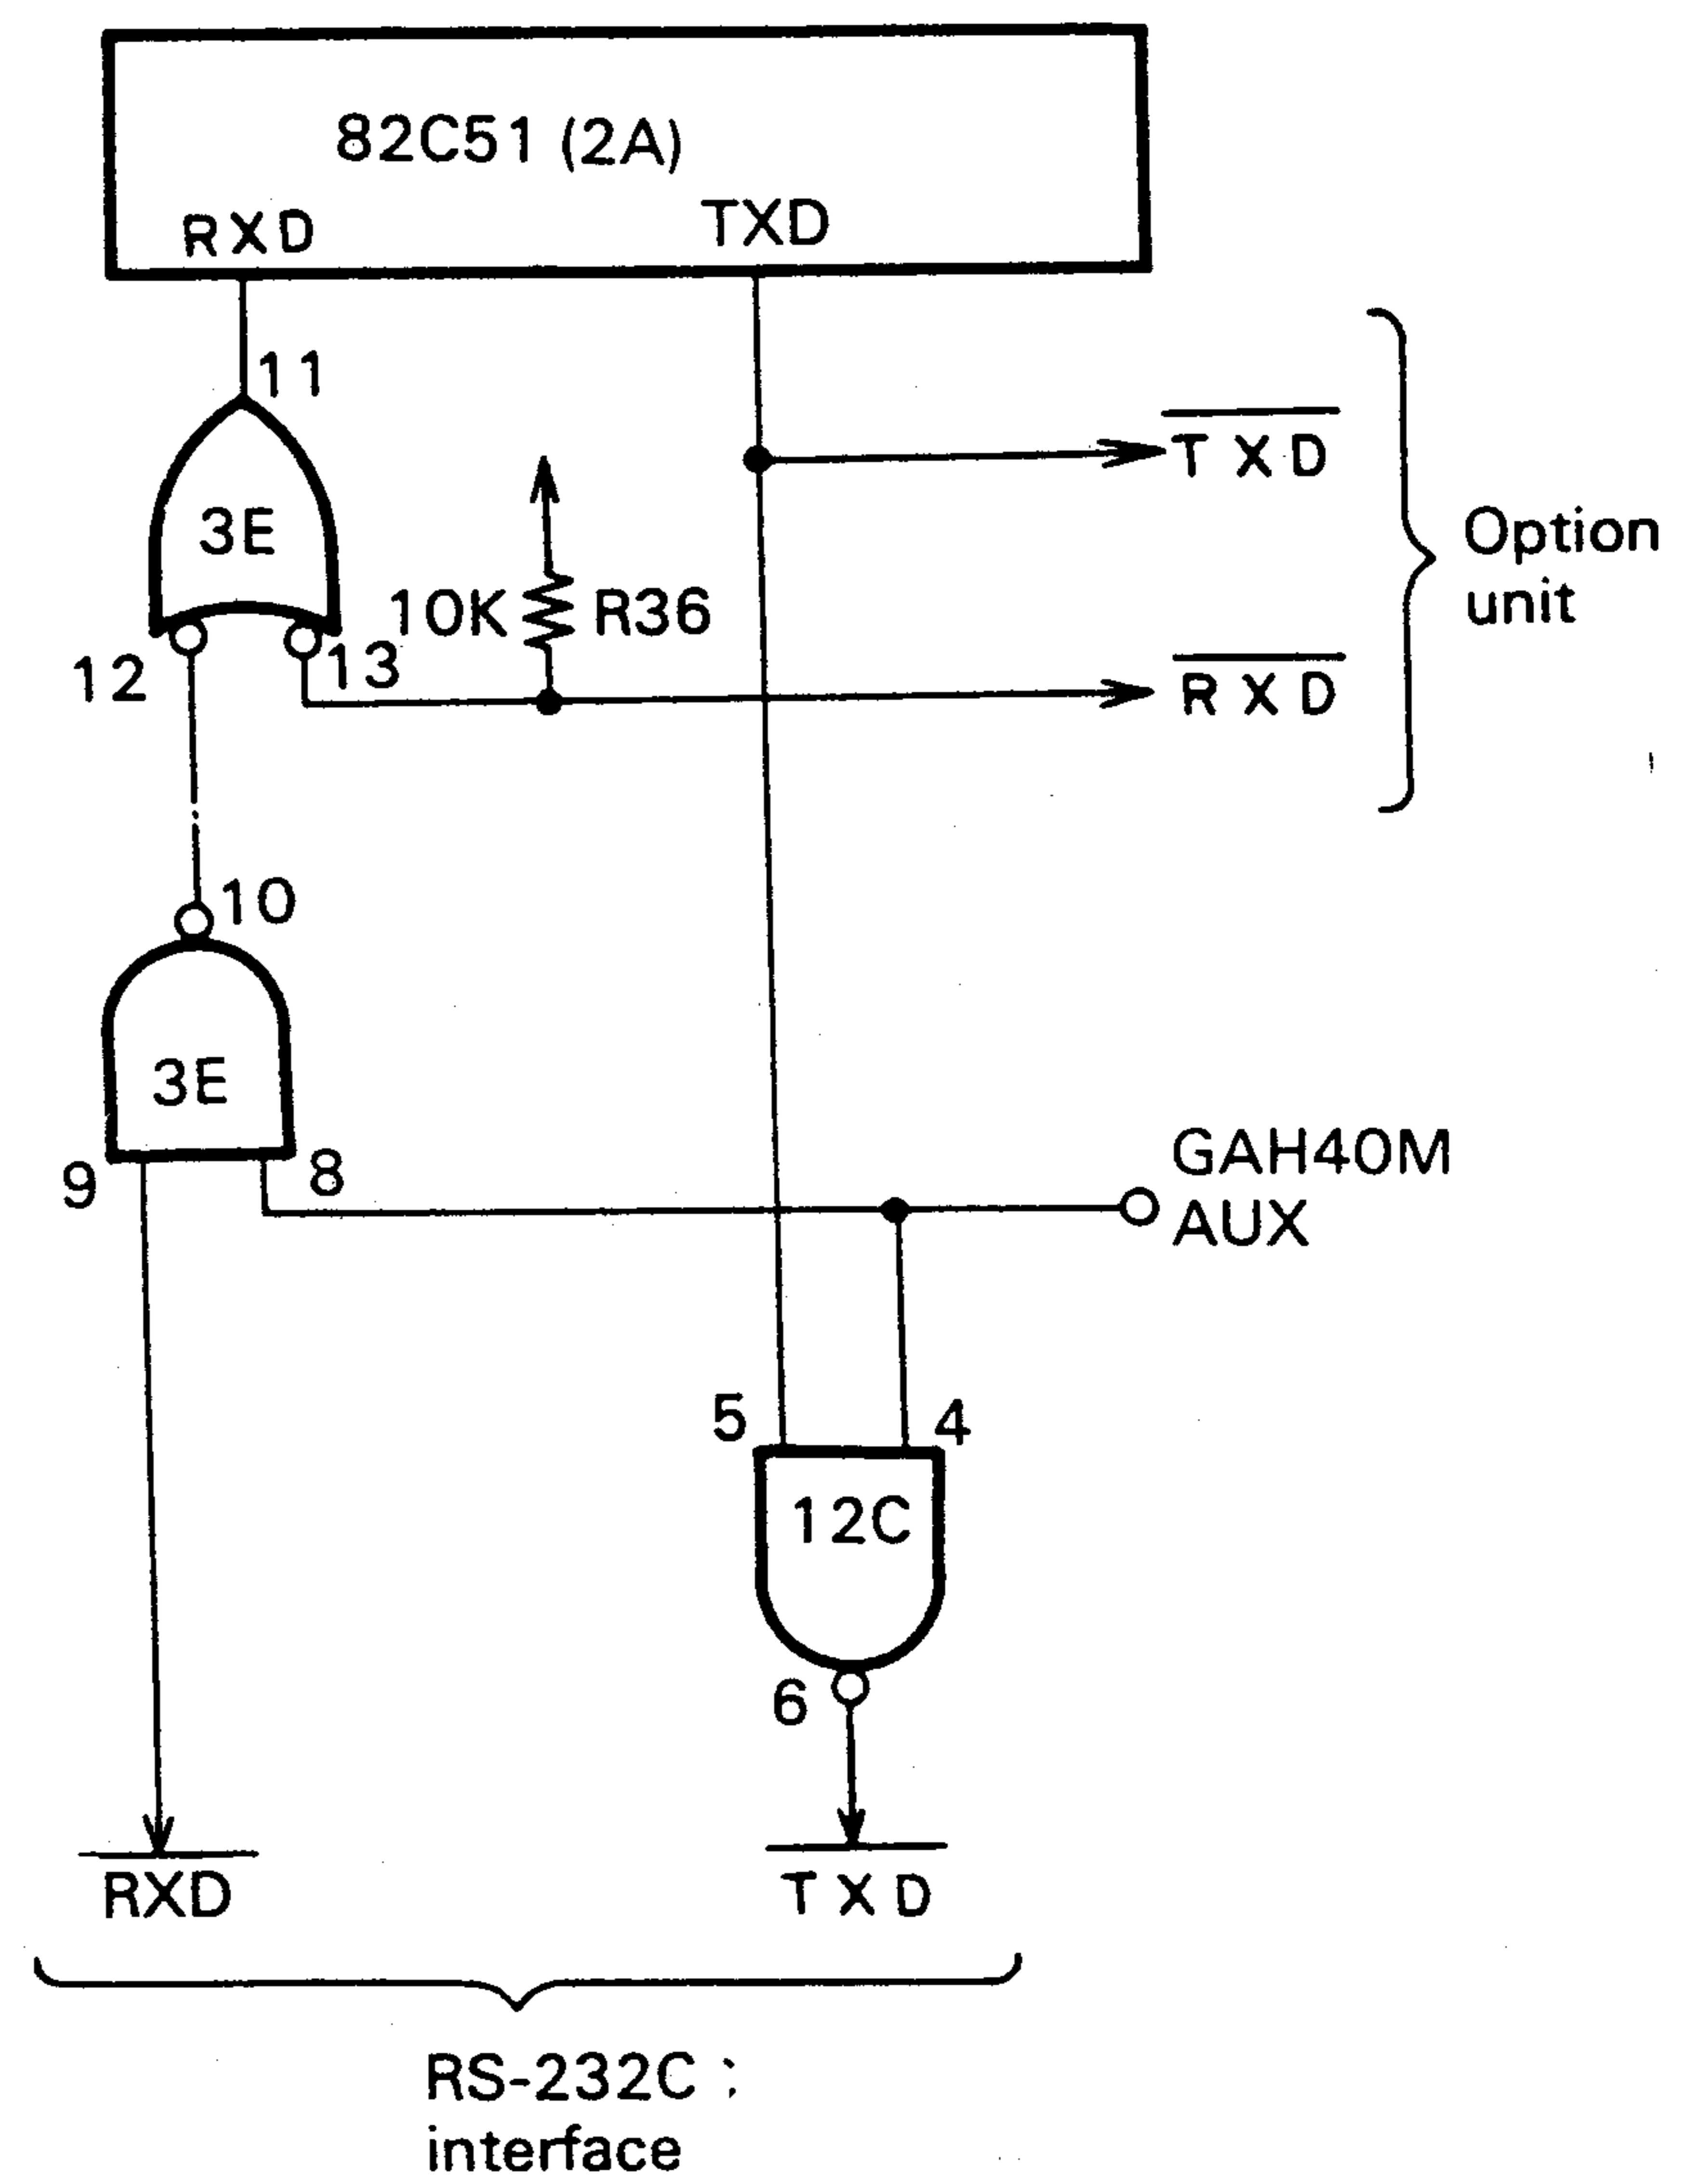 82C51 (2A)
RXD
TXD
11
TXD
3E
Option
unit
10K
R36
12
13
RXD
10
3E
GAH40M
AUX
9
8
5
4
12C
6
RXD
TXD
RS-232C :
interface